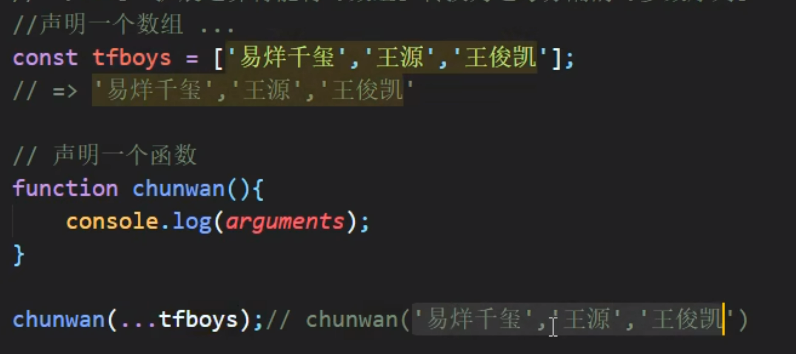 //声明一个数组 ...
const tfboys = ['易烊千玺','王源','王俊凯'];
// => '易烊千玺','王源','王俊凯'
// 声明一个函数
function chunwan(){
console.log(arguments);
}
chunwan(...tfboys);// chunwan('易烊千玺','王源','王俊凯')